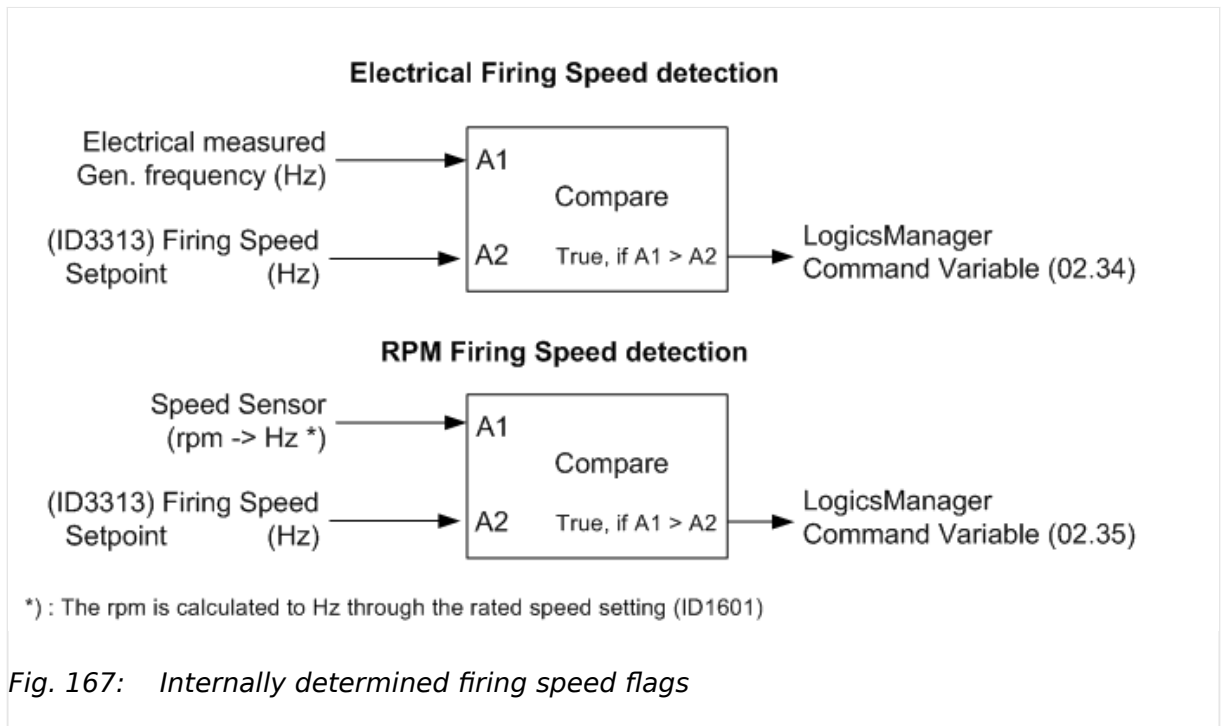 Electrical Firing Speed detection
Electrical measured
Gen. frequency (Hz)
A1
Compare
(ID3313) Firing Speed
Setpoint (Hz)
A2
True, if A1 > A2
LogicsManager
Command Variable (02.34)
RPM Firing Speed detection
Speed Sensor
(rpm -> Hz *)
A1
Compare
(ID3313) Firing Speed
Setpoint (Hz)
A2
True, if A1 > A2
LogicsManager
Command Variable (02.35)
*) : The rpm is calculated to Hz through the rated speed setting (ID1601)
Fig. 167: Internally determined firing speed flags